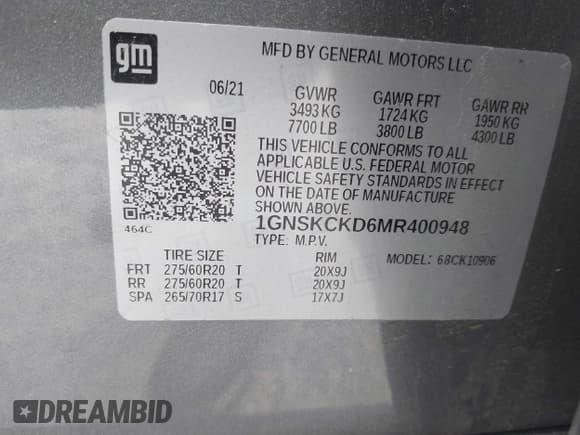 gm
MFD BY GENERAL MOTORS LLC
06/21 GVWR GAWR FRT GAWR RR
3493 KG 1724 KG 1950 KG
7700 LB 3800 LB 4300 LB
THIS VEHICLE CONFORMS TO ALL
APPLICABLE U.S. FEDERAL MOTOR
VEHICLE SAFETY STANDARDS IN EFFECT
ON THE DATE OF MANUFACTURE
SHOWN ABOVE.
464C
1GNSKCKD6MR400948
TYPE: M.P.V. MODEL: 68CK10906
TIRE SIZE RIM
FRT 275/60R20 T 20X9J
RR 275/60R20 T 20X9J
SPA 265/70R17 S 17X7J
DREAMBID